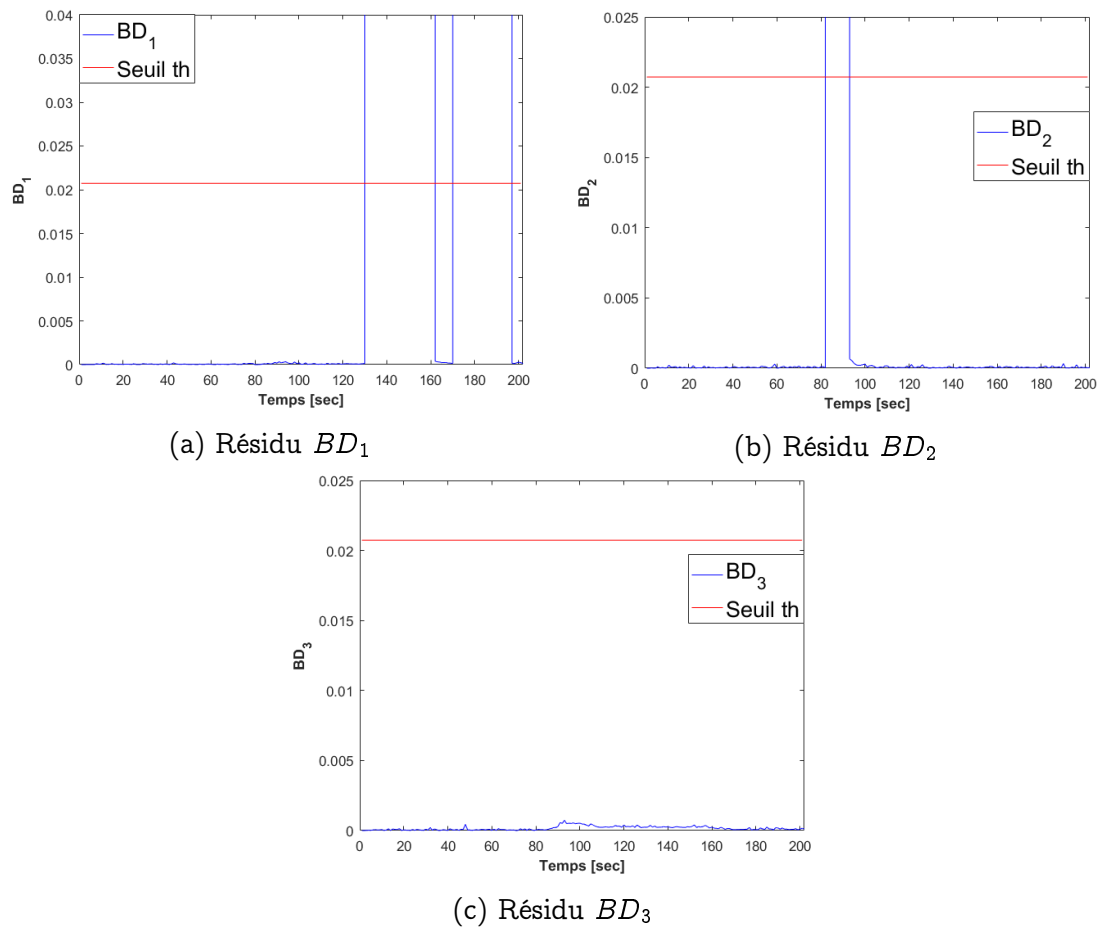 0.04
0.035
0.03
0.025
0.02
0.015
0.01
0.005
0
BD1
BD1
Seuil th
0 20 40 60 80 100 120 140 160 180 200
Temps [sec]
(a) Résidu BD1
0.025
0.02
0.015
0.01
0.005
0
BD2
BD2
Seuil th
0 20 40 60 80 100 120 140 160 180 200
Temps [sec]
(b) Résidu BD2
0.025
0.02
0.015
0.01
0.005
0
BD3
BD3
Seuil th
0 20 40 60 80 100 120 140 160 180 200
Temps [sec]
(c) Résidu BD3